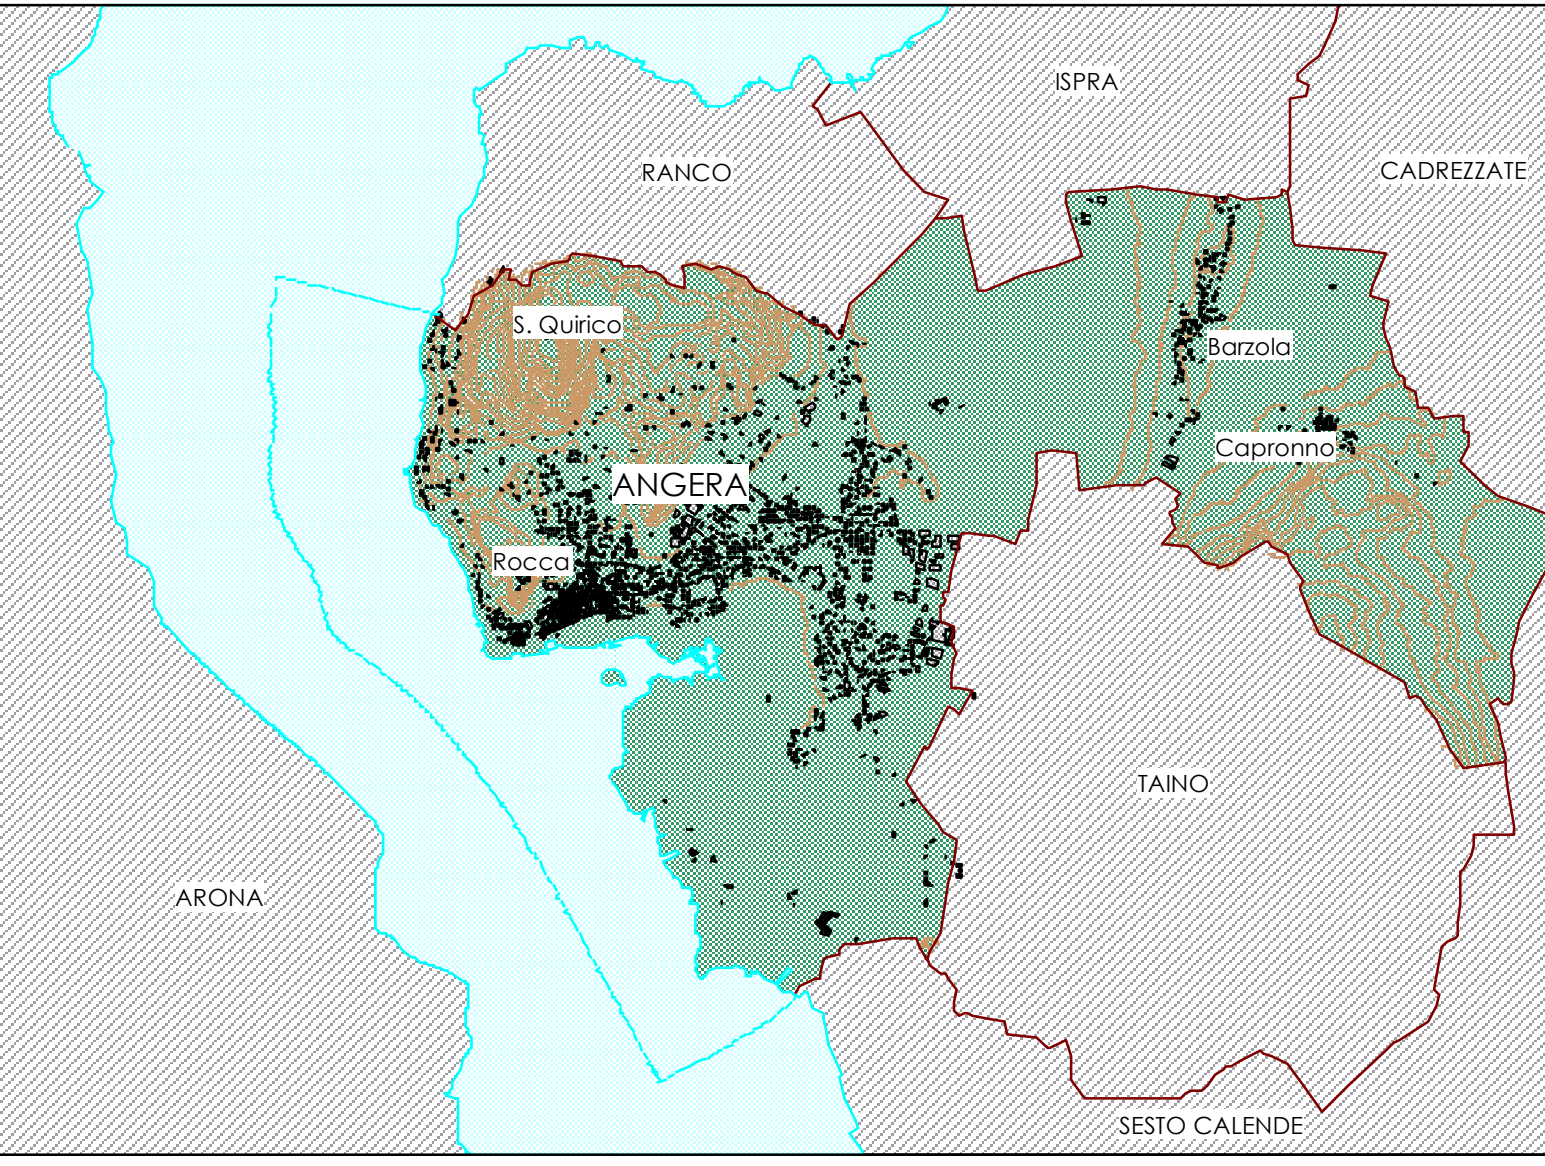 ISPRA
RANCO
CADREZZATE
S. Quirico
Barzola
Capronno
ANGERA
Rocca
TAINO
ARONA
SESTO CALENDE